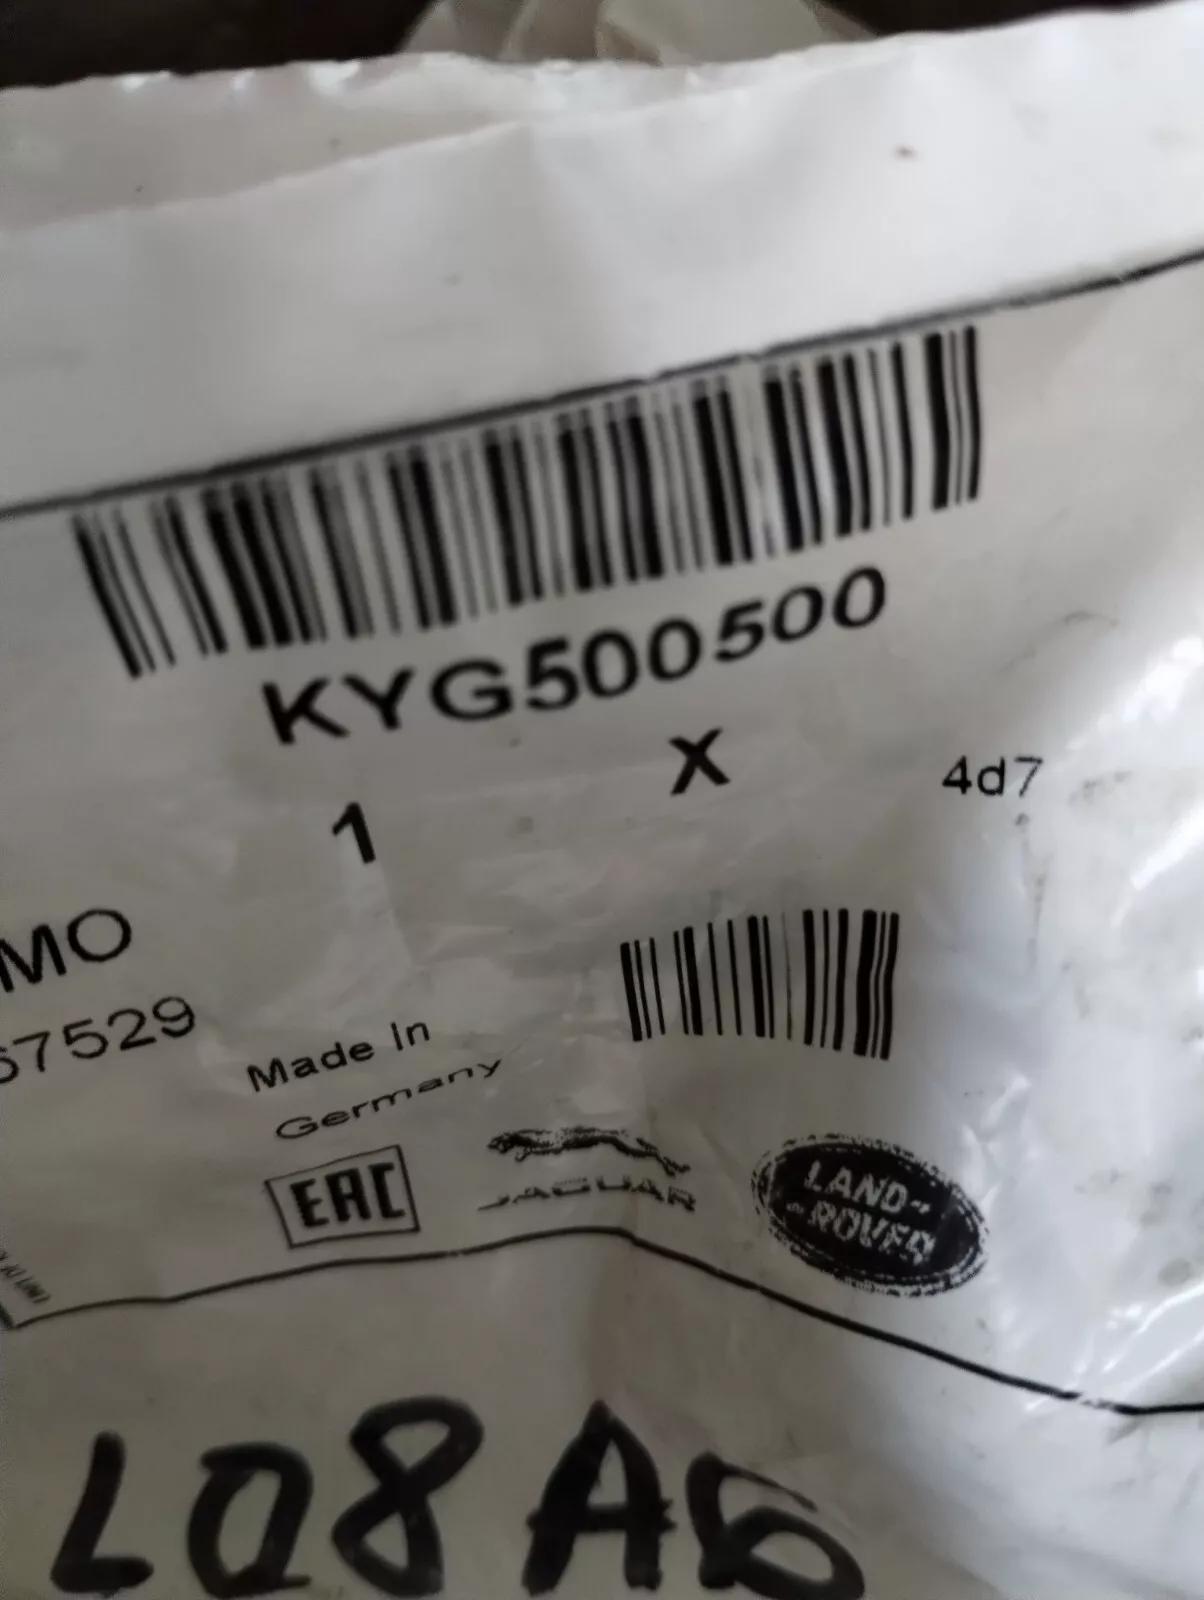 KYG500500
1 X
4d7
MO
67529
Made In
Germany
EAC
JAGUAR
LAND-
-ROVER
L08A6